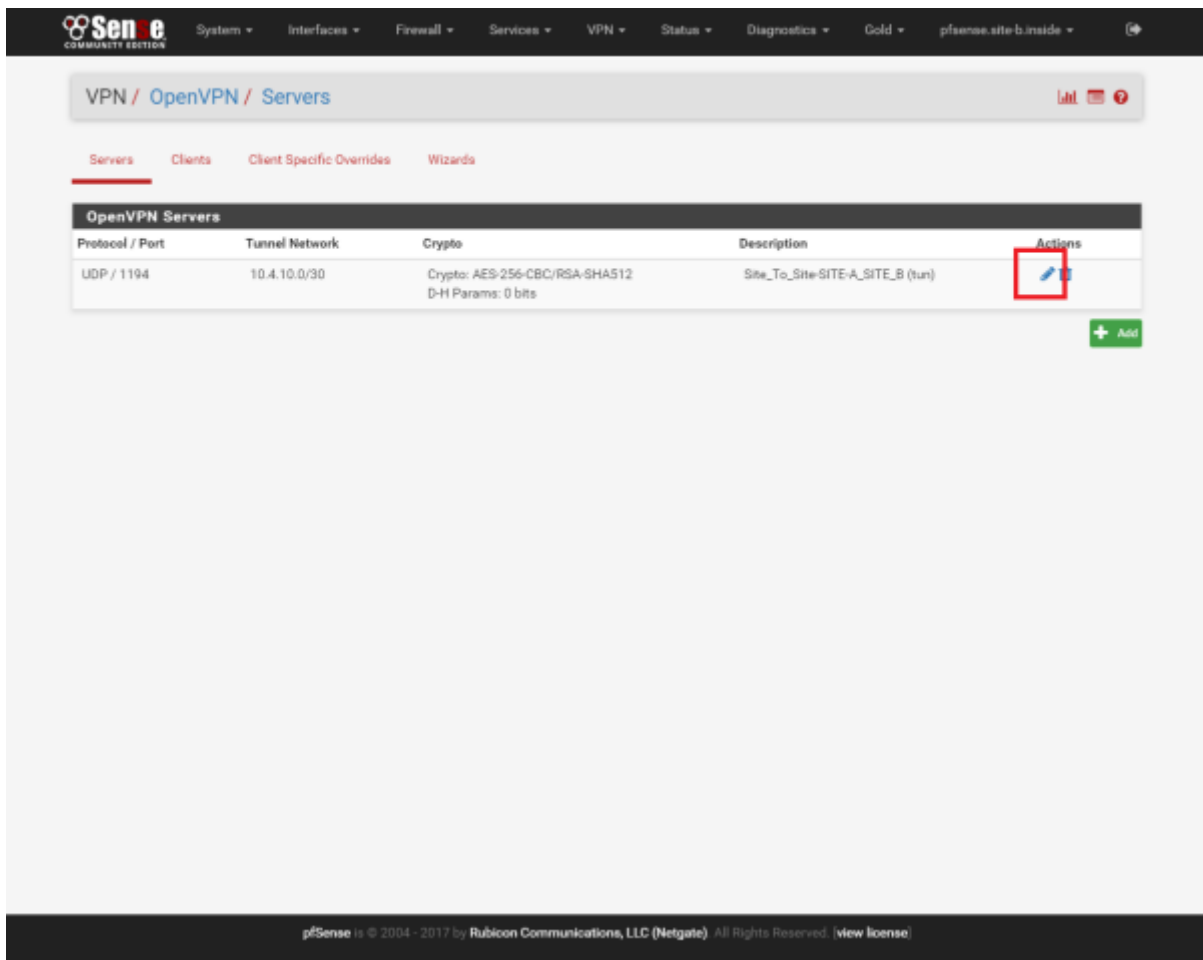 Sense
COMMUNITY EDITION
System Interfaces Firewall Services VPN Status Diagnostics Gold pfsense.site-b.inside
VPN / OpenVPN / Servers
Servers Clients Client Specific Overrides Wizards
OpenVPN Servers
Protocol / Port Tunnel Network Crypto Description Actions
UDP / 1194 10.4.10.0/30 Crypto: AES-256-CBC/RSA-SHA512 Site_To_Site-SITE-A_SITE_B (tun)
D-H Params: 0 bits
Add
pfSense is © 2004 - 2017 by Rubicon Communications, LLC (Netgate). All Rights Reserved. [view license]